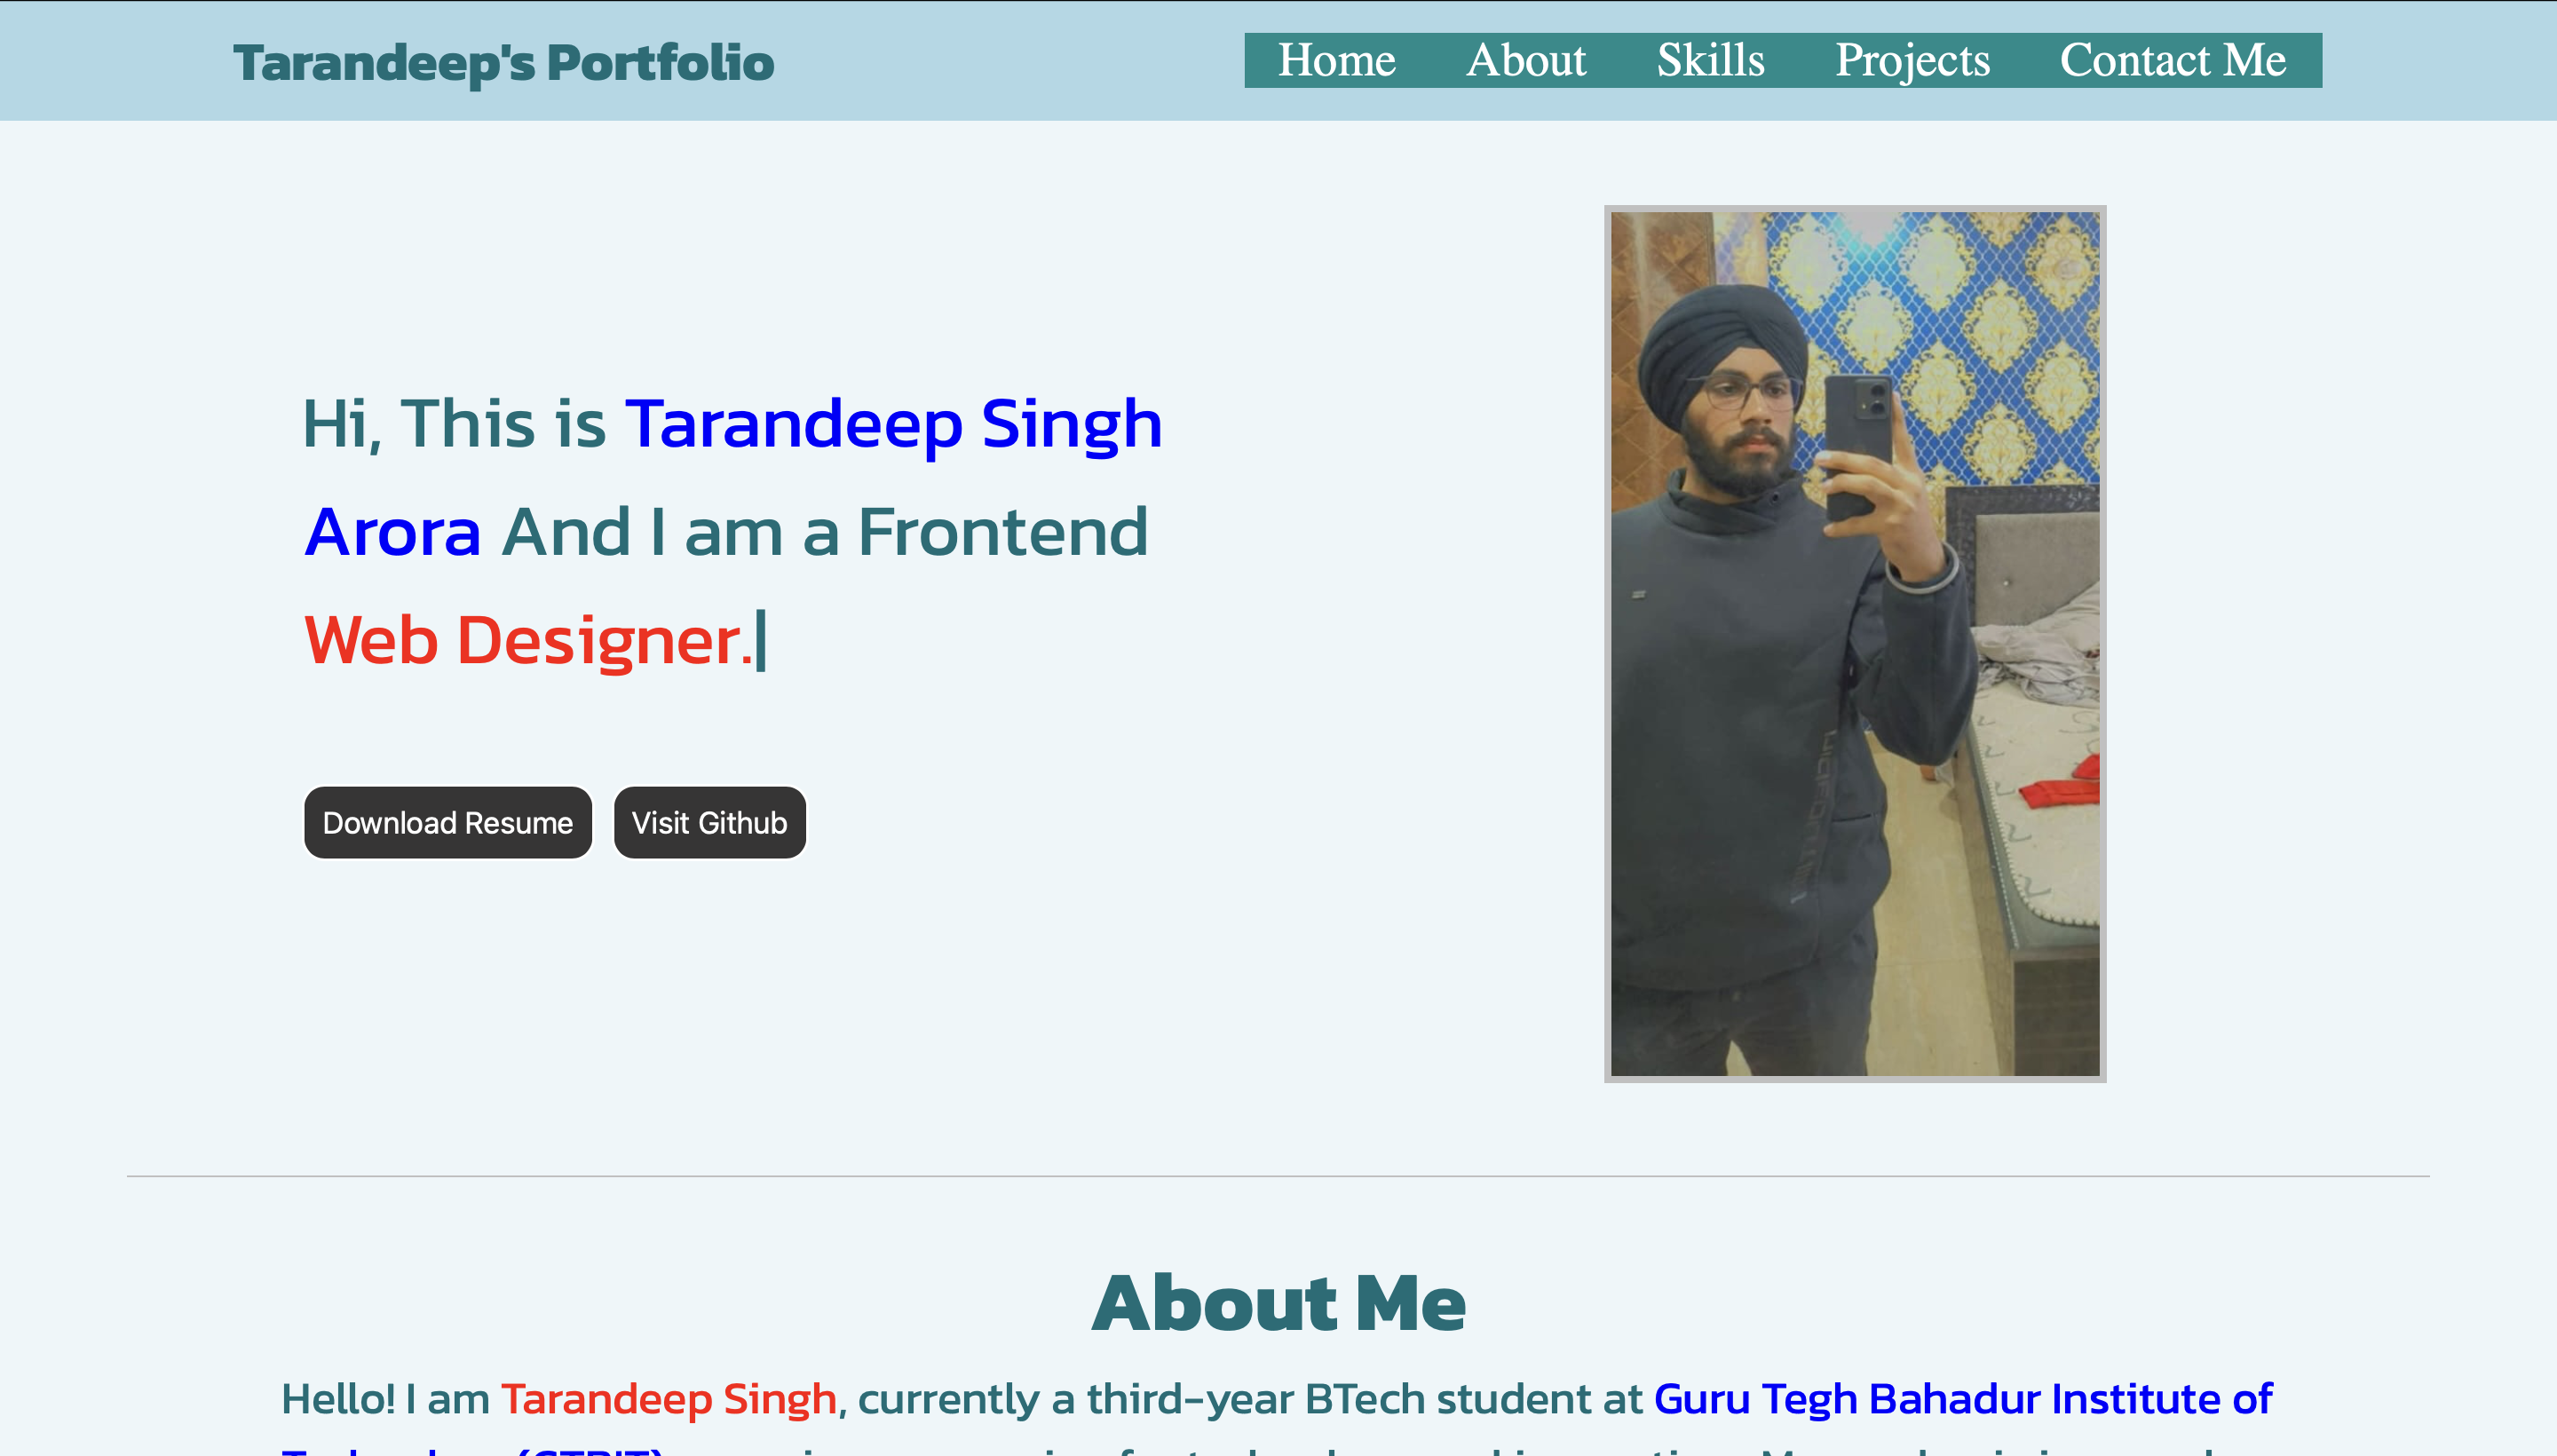 Tarandeep's Portfolio
Home About Skills Projects Contact Me
Hi, This is Tarandeep Singh
Arora And I am a Frontend
Web Designer.|
Download Resume Visit Github
About Me
Hello! I am Tarandeep Singh, currently a third-year BTech student at Guru Tegh Bahadur Institute of